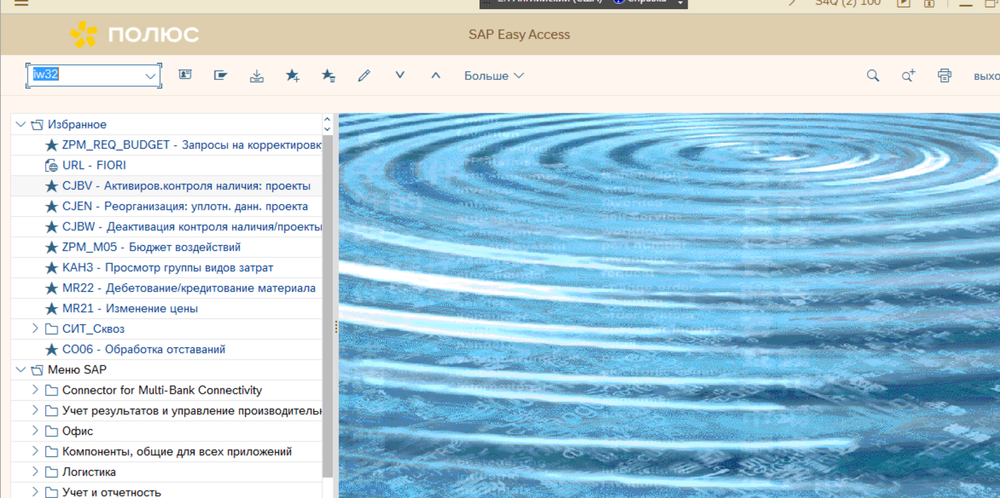 EN Английский (США) Справка
S4Q (2) 100
ПОЛЮС
SAP Easy Access
iw32
Больше
выхо
Избранное
ZPM_REQ_BUDGET - Запросы на корректировк
URL - FIORI
CJBV - Активиров.контроля наличия: проекты
CJEN - Реорганизация: уплотн. данн. проекта
CJBW - Деактивация контроля наличия/проекты
ZPM_M05 - Бюджет воздействий
KAH3 - Просмотр группы видов затрат
MR22 - Дебетование/кредитование материала
MR21 - Изменение цены
СИТ_Сквоз
CO06 - Обработка отставаний
Меню SAP
Connector for Multi-Bank Connectivity
Учет результатов и управление производительн
Офис
Компоненты, общие для всех приложений
Логистика
Учет и отчетность